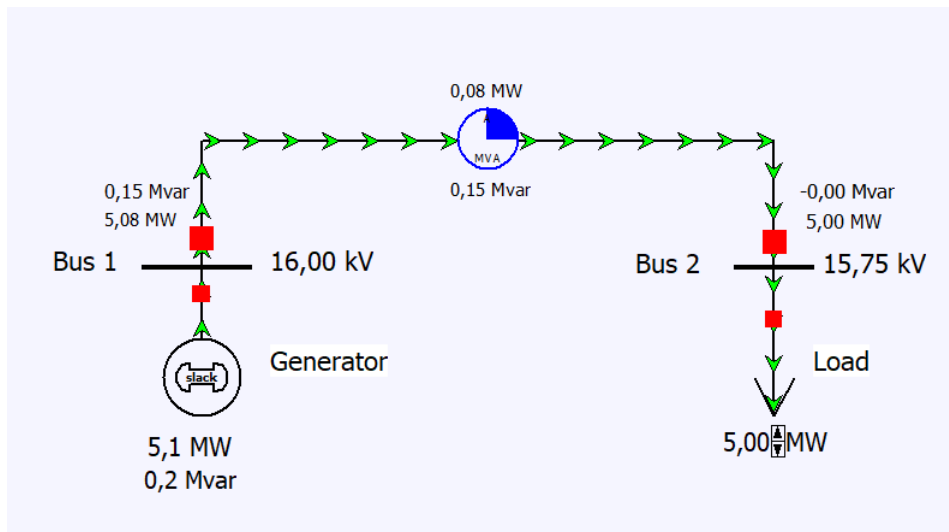 0,08 MW
A
MVA
0,15 Mvar
0,15 Mvar
5,08 MW
-0,00 Mvar
5,00 MW
Bus 1
16,00 kV
Bus 2
15,75 kV
slack
Generator
Load
5,1 MW
0,2 Mvar
5,00 MW